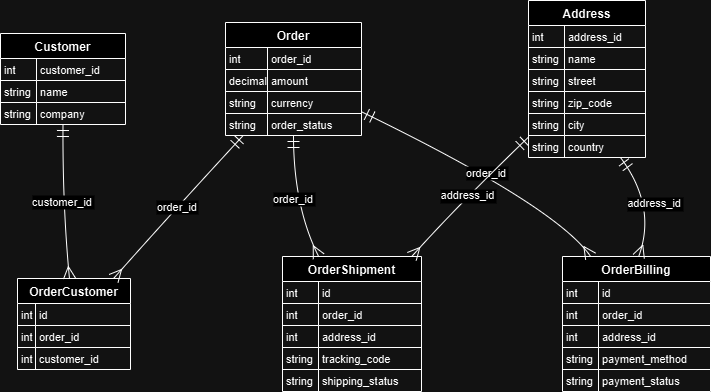 Customer
int customer_id
string name
string company
Order
int order_id
decimal amount
string currency
string order_status
Address
int address_id
string name
string street
string zip_code
string city
string country
customer_id
order_id
order_id
order_id
address_id
address_id
OrderCustomer
int id
int order_id
int customer_id
OrderShipment
int id
int order_id
int address_id
string tracking_code
string shipping_status
OrderBilling
int id
int order_id
int address_id
string payment_method
string payment_status